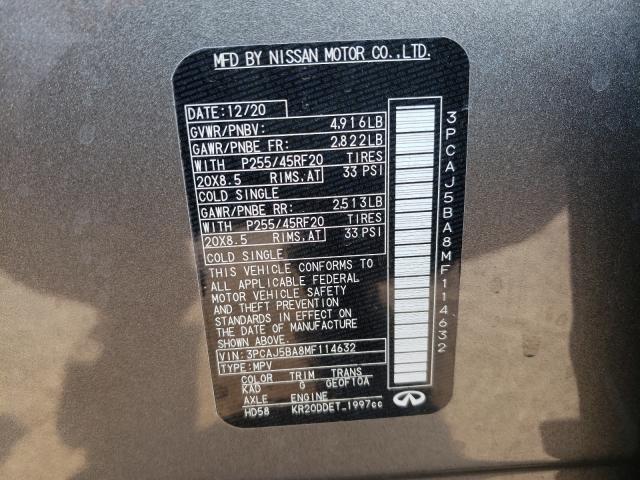 MFD BY NISSAN MOTOR CO.,LTD.
DATE: 12/20
GVWR/PNBV: 4,916LB
GAWR/PNBE FR: 2,822LB
WITH P255/45RF20 TIRES
20X8.5 RIMS,AT 33 PSI
COLD SINGLE
GAWR/PNBE RR: 2,513LB
WITH P255/45RF20 TIRES
20X8.5 RIMS,AT 33 PSI
COLD SINGLE
THIS VEHICLE CONFORMS TO
ALL APPLICABLE FEDERAL
MOTOR VEHICLE SAFETY
AND THEFT PREVENTION
STANDARDS IN EFFECT ON
THE DATE OF MANUFACTURE
SHOWN ABOVE.
VIN: 3PCAJ5BA8MF114632
TYPE: MPV
COLOR TRIM TRANS
KAD G GE0F10A
AXLE ENGINE
HD58 KR20DDET_1997cc
3PCAJ5BA8MF114632